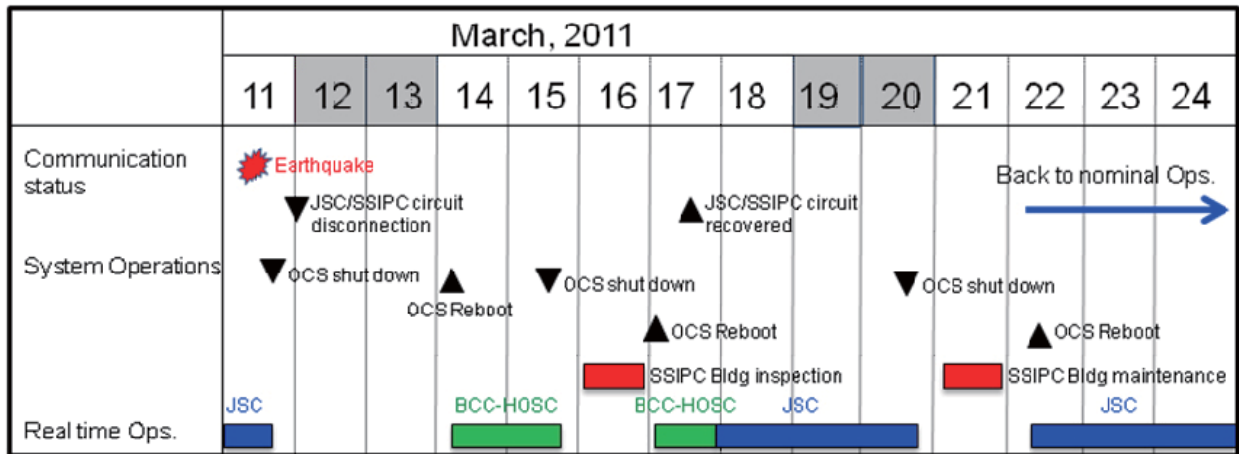 March, 2011
11 12 13 14 15 16 17 18 19 20 21 22 23 24
Communication
status
Earthquake
JSC/SSIPC circuit
disconnection
JSC/SSIPC circuit
recovered
Back to nominal Ops.
System Operations
OCS shut down
OCS Reboot
OCS shut down
OCS Reboot
OCS shut down
OCS Reboot
SSIPC Bldg inspection
SSIPC Bldg maintenance
JSC
BCC-HOSC
BCC-HOSC
JSC
JSC
Real time Ops.